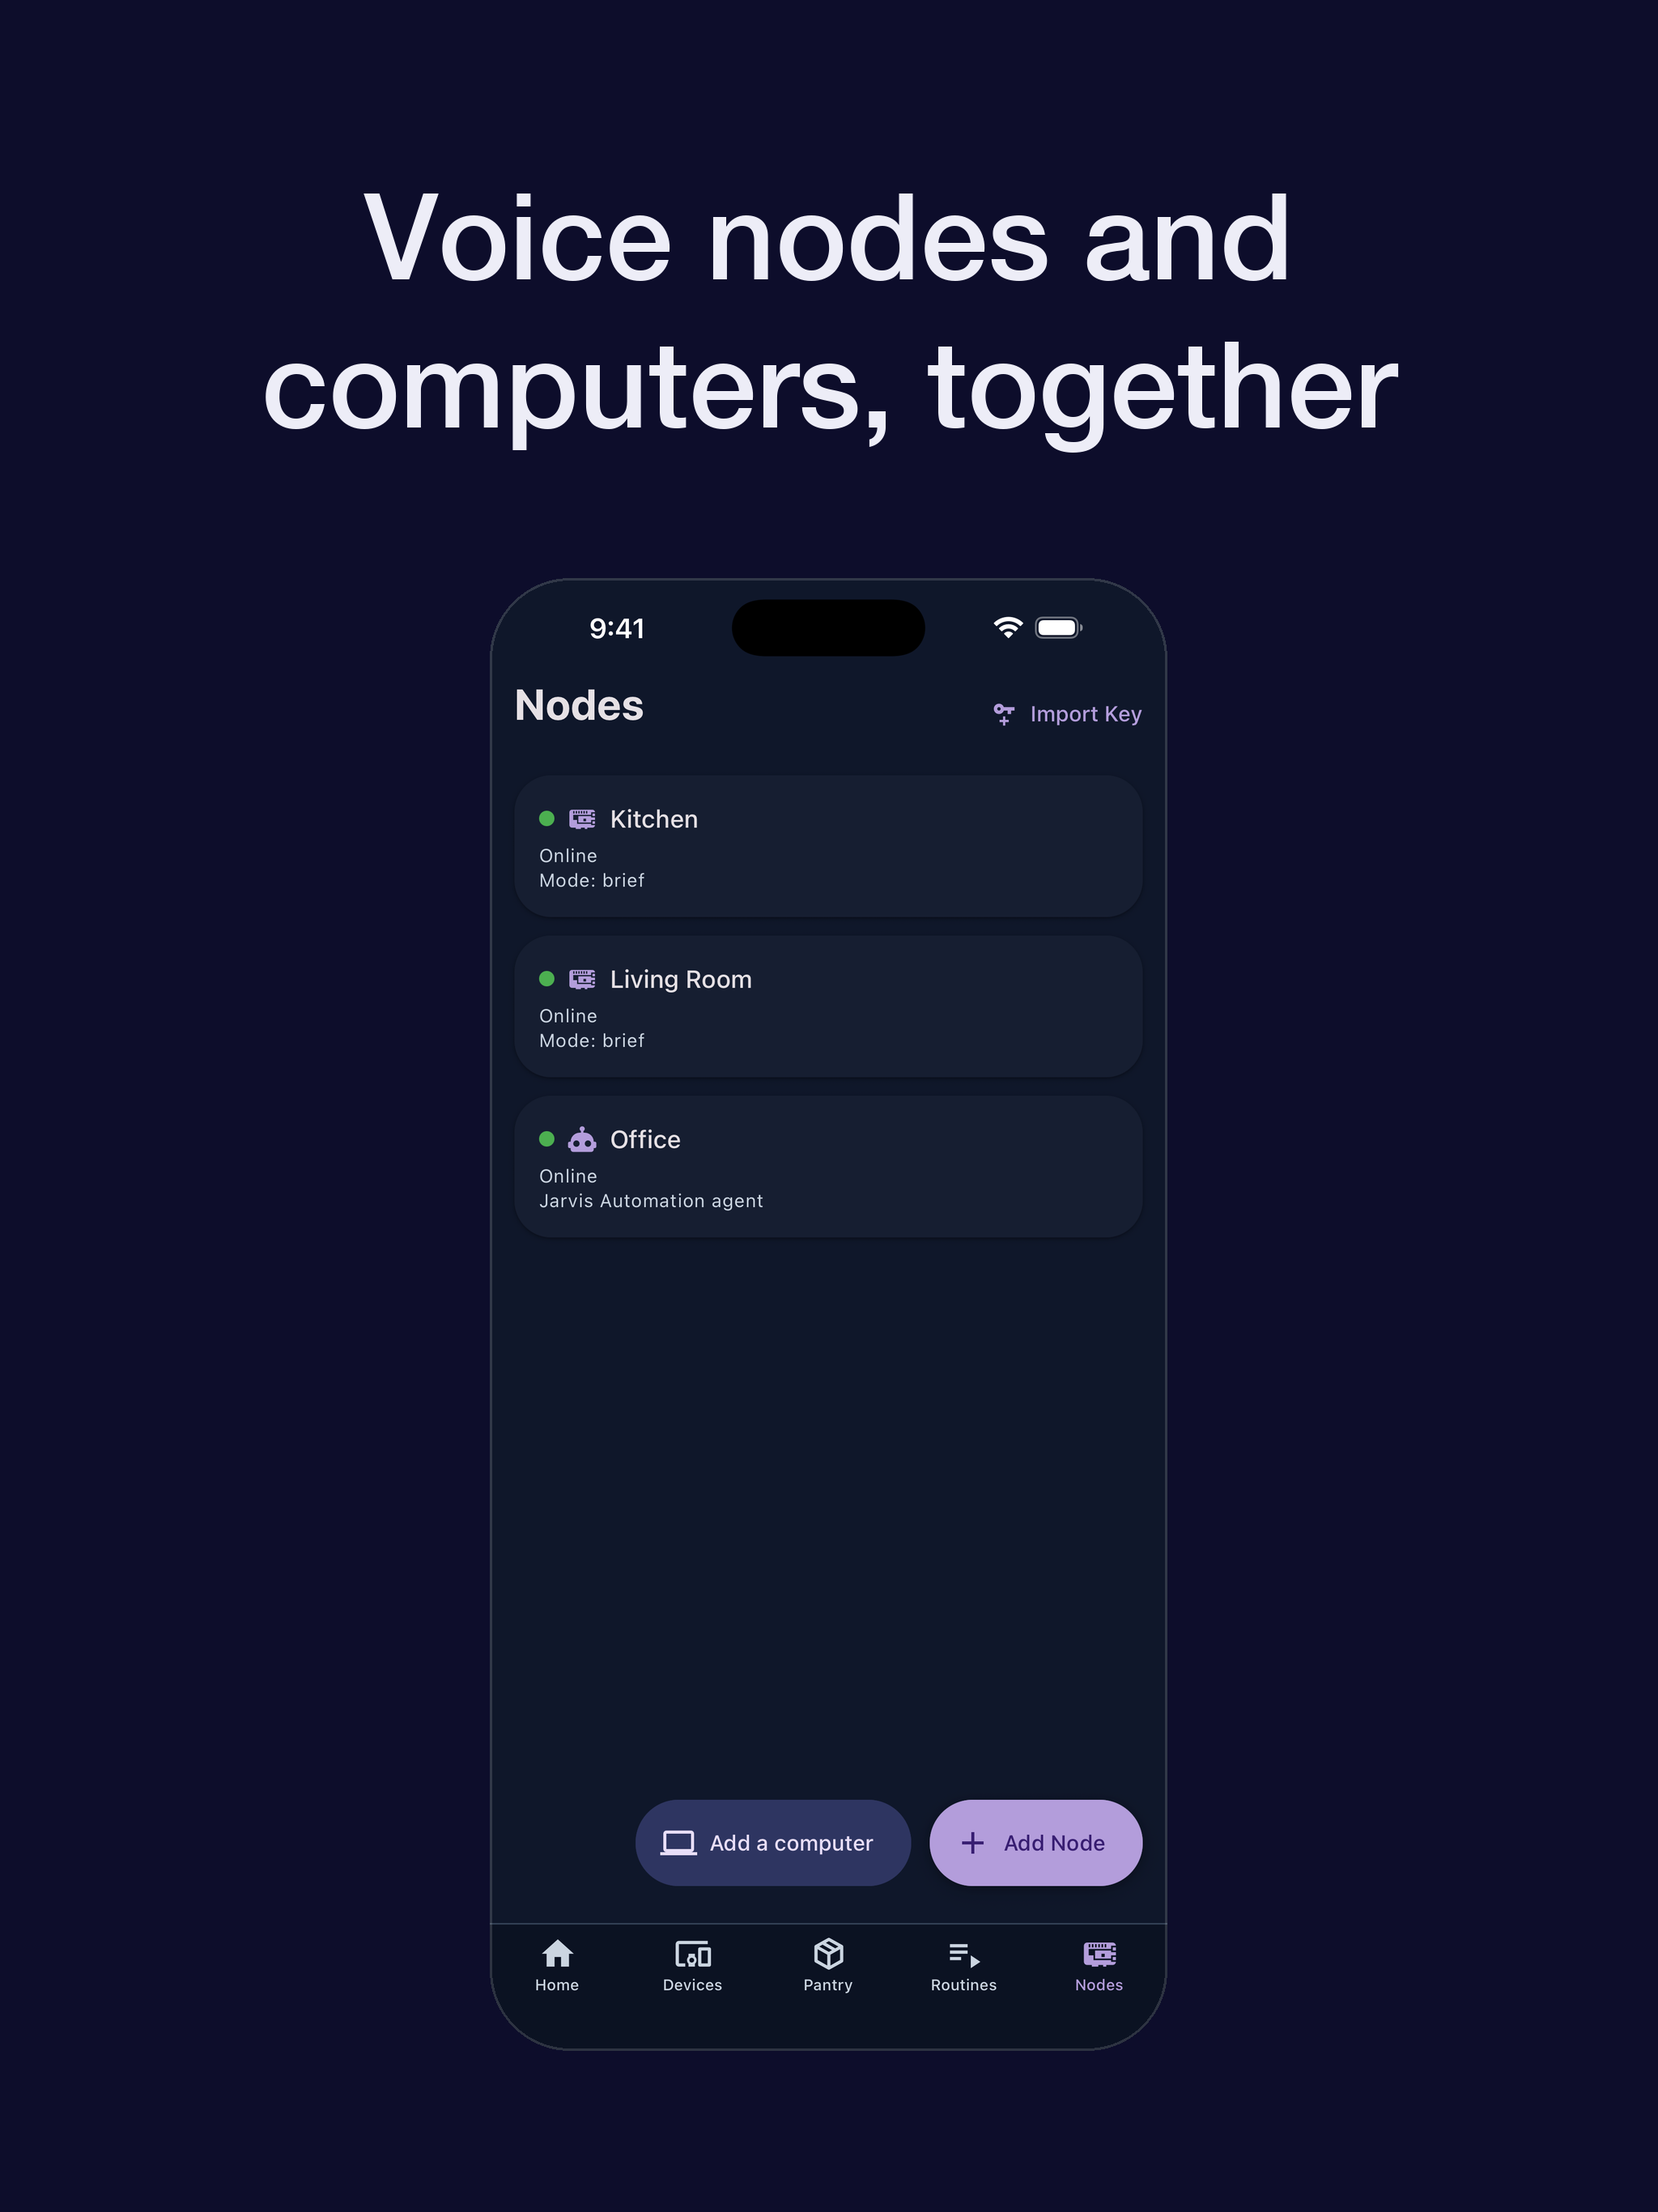 Voice nodes and
computers, together
9:41
Nodes
Import Key
Kitchen
Online
Mode: brief
Living Room
Online
Mode: brief
Office
Online
Jarvis Automation agent
Add a computer
Add Node
Home
Devices
Pantry
Routines
Nodes